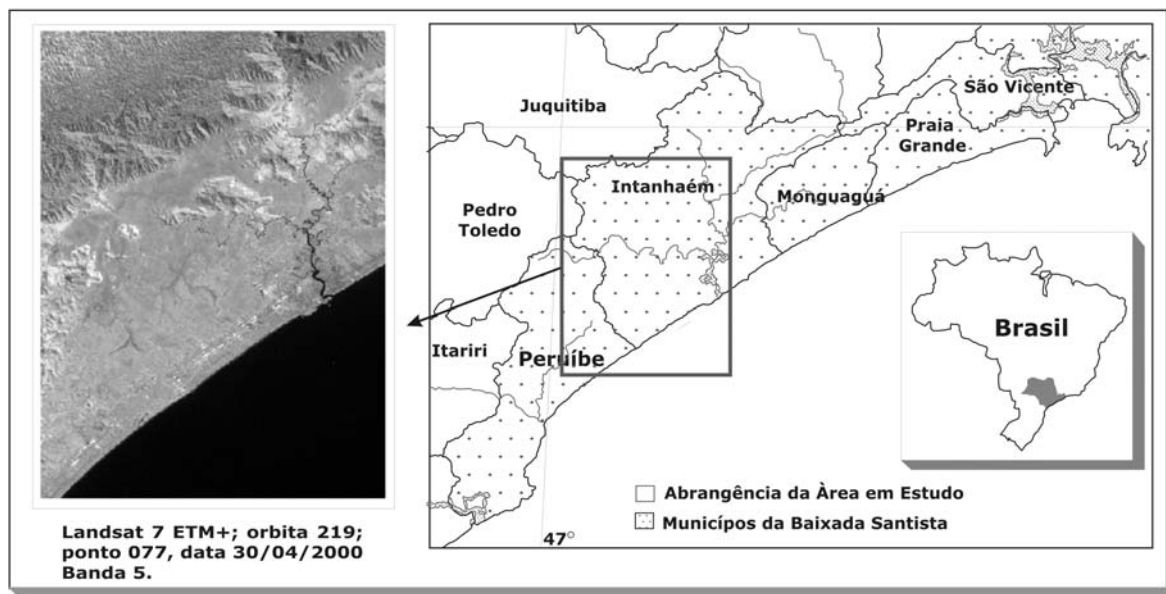 Juquitiba
São Vicente
Praia
Grande
Intanhaém
Monguaguá
Pedro
Toledo
Itariri
Peruíbe
Brasil
Abrangência da Àrea em Estudo
Municípos da Baixada Santista
47°
Landsat 7 ETM+; orbita 219;
ponto 077, data 30/04/2000
Banda 5.